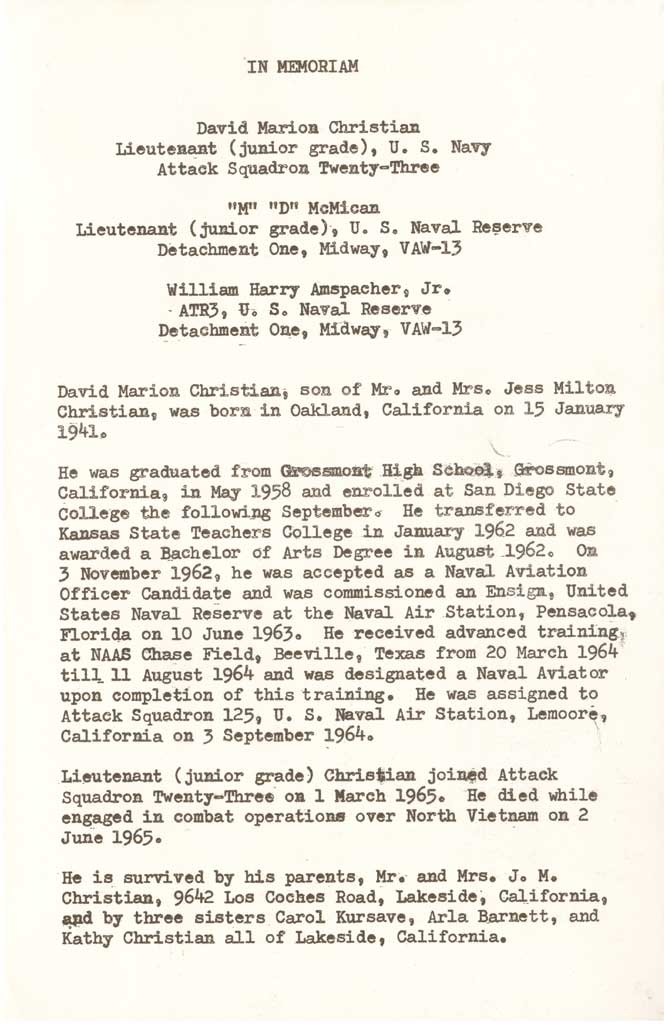 IN MEMORIAM
David Marion Christian
Lieutenant (junior grade), U. S. Navy
Attack Squadron Twenty-Three
"M" "D" McMican
Lieutenant (junior grade), U. S. Naval Reserve
Detachment One, Midway, VAW-13
William Harry Amspacher, Jr.
ATR3, U. S. Naval Reserve
Detachment One, Midway, VAW-13
David Marion Christian, son of Mr. and Mrs. Jess Milton
Christian, was born in Oakland, California on 15 January
1941.
He was graduated from Grossmont High School, Grossmont,
California, in May 1958 and enrolled at San Diego State
College the following September. He transferred to
Kansas State Teachers College in January 1962 and was
awarded a Bachelor of Arts Degree in August 1962. On
3 November 1962, he was accepted as a Naval Aviation
Officer Candidate and was commissioned an Ensign, United
States Naval Reserve at the Naval Air Station, Pensacola,
Florida on 10 June 1963. He received advanced training,
at NAAS Chase Field, Beeville, Texas from 20 March 1964
till 11 August 1964 and was designated a Naval Aviator
upon completion of this training. He was assigned to
Attack Squadron 125, U. S. Naval Air Station, Lemoore,
California on 3 September 1964.
Lieutenant (junior grade) Christian joined Attack
Squadron Twenty-Three on 1 March 1965. He died while
engaged in combat operations over North Vietnam on 2
June 1965.
He is survived by his parents, Mr. and Mrs. J. M.
Christian, 9642 Los Coches Road, Lakeside, California,
and by three sisters Carol Kursave, Arla Barnett, and
Kathy Christian all of Lakeside, California.